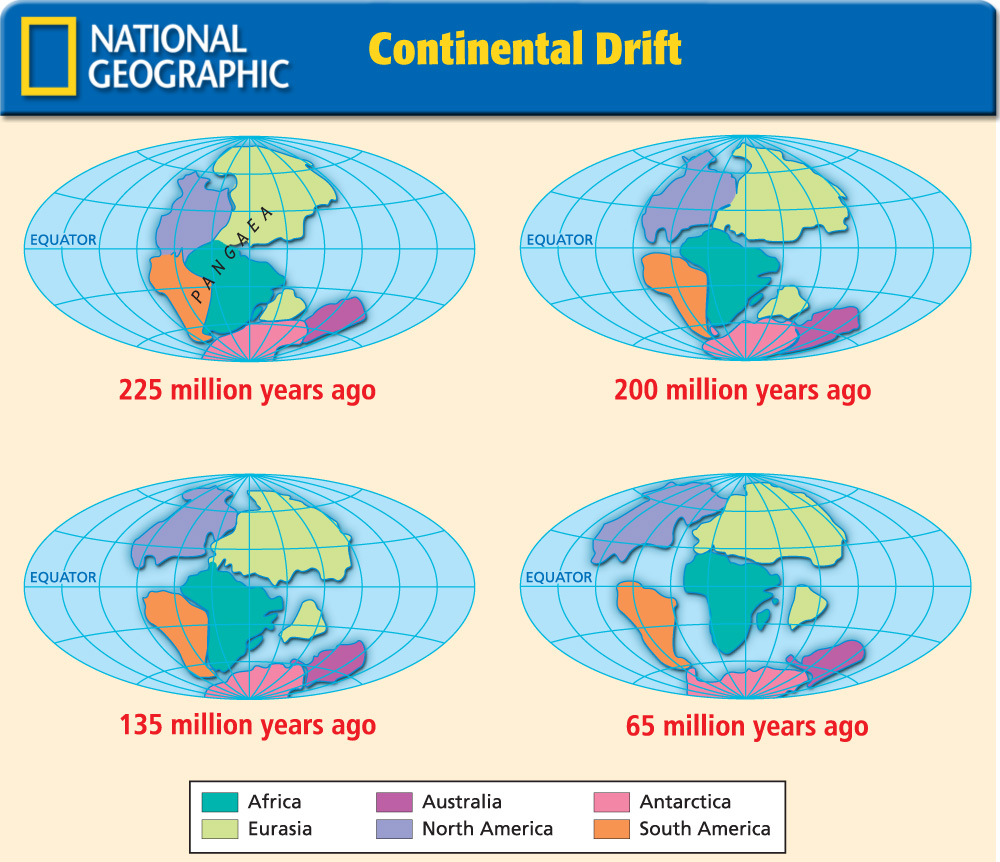 NATIONAL
GEOGRAPHIC
Continental Drift
EQUATOR
PANGAEA
225 million years ago
EQUATOR
200 million years ago
EQUATOR
135 million years ago
EQUATOR
65 million years ago
Africa
Australia
Antarctica
Eurasia
North America
South America